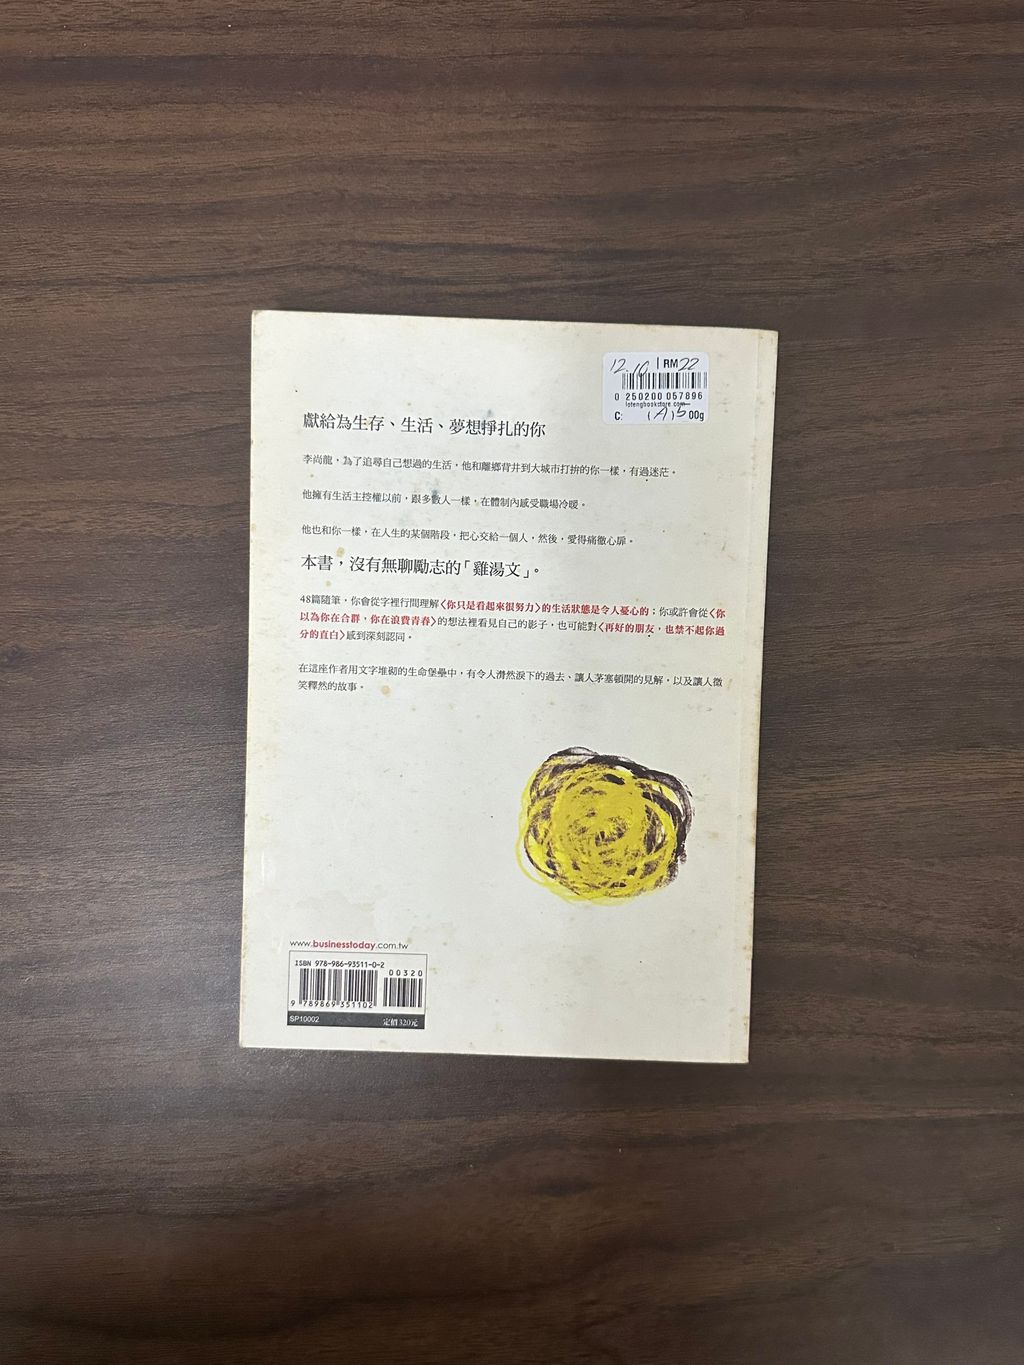 12.10 RM 22
0 250200 057896
lotengbookstore.com
C: (A)5 00g
獻給為生存、生活、夢想掙扎的你
李尚龍，為了追尋自己想過的生活，他和離鄉背井到大城市打拚的你一樣，有過迷茫。
他擁有生活主控權以前，跟多數人一樣，在體制內感受職場冷暖。
他也和你一樣，在人生的某個階段，把心交給一個人，然後，愛得痛徹心扉。
本書，沒有無聊勵志的「雞湯文」。
48篇隨筆，你會從字裡行間理解〈你只是看起來很努力〉的生活狀態是令人憂心的；你或許會從〈你
以為你在合群，你在浪費青春〉的想法裡看見自己的影子，也可能對〈再好的朋友，也禁不起你過
分的直白〉感到深刻認同。
在這座作者用文字堆砌的生命堡壘中，有令人潸然淚下的過去、讓人茅塞頓開的見解，以及讓人微
笑釋然的故事。
www.businesstoday.com.tw
ISBN 978-986-93511-0-2
00320
9 789869 351102
SP10002 定價320元